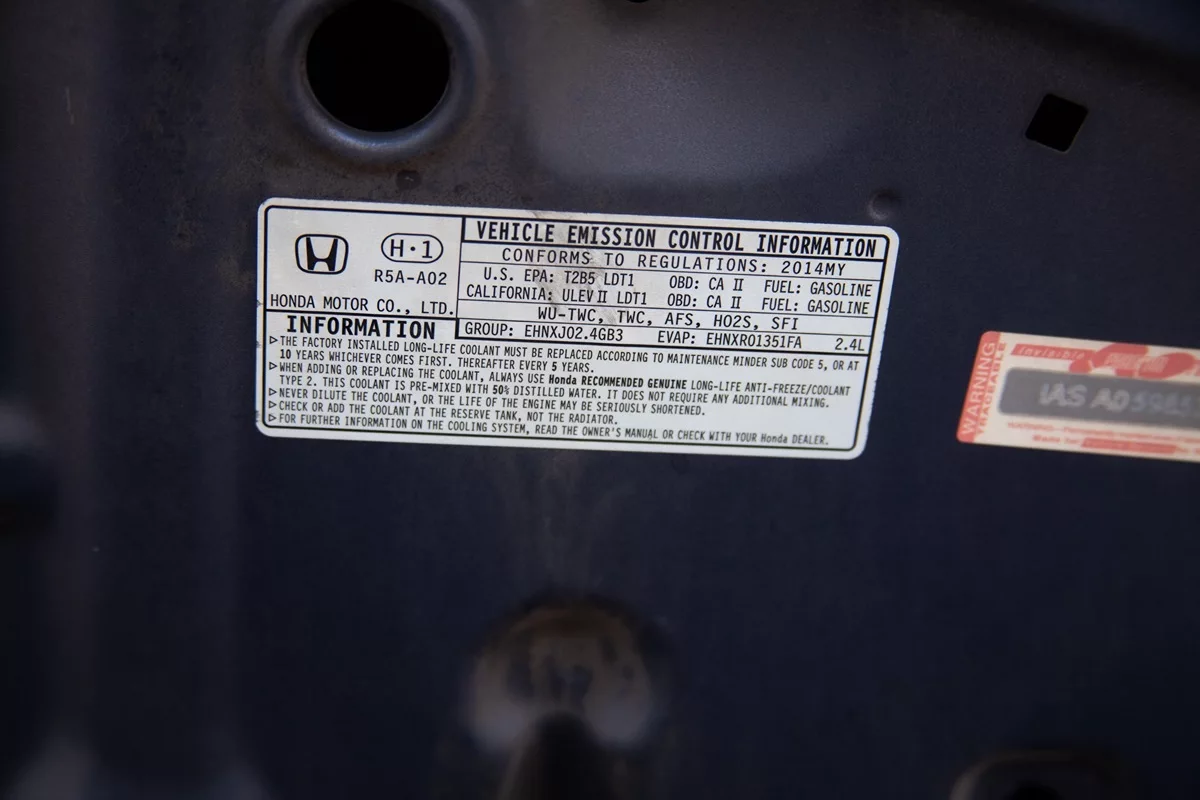 H·1
R5A-A02
HONDA MOTOR CO., LTD.
VEHICLE EMISSION CONTROL INFORMATION
CONFORMS TO REGULATIONS: 2014MY
U.S. EPA: T2B5 LDT1 OBD: CA II FUEL: GASOLINE
CALIFORNIA: ULEV II LDT1 OBD: CA II FUEL: GASOLINE
WU-TWC, TWC, AFS, HO2S, SFI
GROUP: EHNXJ02.4GB3 EVAP: EHNXR01351FA 2.4L
INFORMATION
▷THE FACTORY INSTALLED LONG-LIFE COOLANT MUST BE REPLACED ACCORDING TO MAINTENANCE MINDER SUB CODE 5, OR AT
10 YEARS WHICHEVER COMES FIRST. THEREAFTER EVERY 5 YEARS.
▷WHEN ADDING OR REPLACING THE COOLANT, ALWAYS USE Honda RECOMMENDED GENUINE LONG-LIFE ANTI-FREEZE/COOLANT
TYPE 2. THIS COOLANT IS PRE-MIXED WITH 50% DISTILLED WATER. IT DOES NOT REQUIRE ANY ADDITIONAL MIXING.
▷NEVER DILUTE THE COOLANT, OR THE LIFE OF THE ENGINE MAY BE SERIOUSLY SHORTENED.
▷CHECK OR ADD THE COOLANT AT THE RESERVE TANK, NOT THE RADIATOR.
▷FOR FURTHER INFORMATION ON THE COOLING SYSTEM, READ THE OWNER'S MANUAL OR CHECK WITH YOUR Honda DEALER.
WARNING
TRACEABLE
Invisible
IAS A0